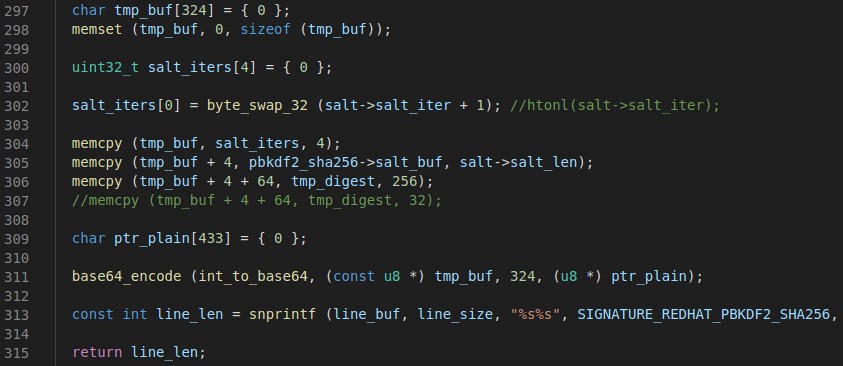 297 char tmp_buf[324] = { 0 };
298 memset (tmp_buf, 0, sizeof (tmp_buf));
299
300 uint32_t salt_iters[4] = { 0 };
301
302 salt_iters[0] = byte_swap_32 (salt->salt_iter + 1); //htonl(salt->salt_iter);
303
304 memcpy (tmp_buf, salt_iters, 4);
305 memcpy (tmp_buf + 4, pbkdf2_sha256->salt_buf, salt->salt_len);
306 memcpy (tmp_buf + 4 + 64, tmp_digest, 256);
307 //memcpy (tmp_buf + 4 + 64, tmp_digest, 32);
308
309 char ptr_plain[433] = { 0 };
310
311 base64_encode (int_to_base64, (const u8 *) tmp_buf, 324, (u8 *) ptr_plain);
312
313 const int line_len = snprintf (line_buf, line_size, "%s%s", SIGNATURE_REDHAT_PBKDF2_SHA256,
314
315 return line_len;